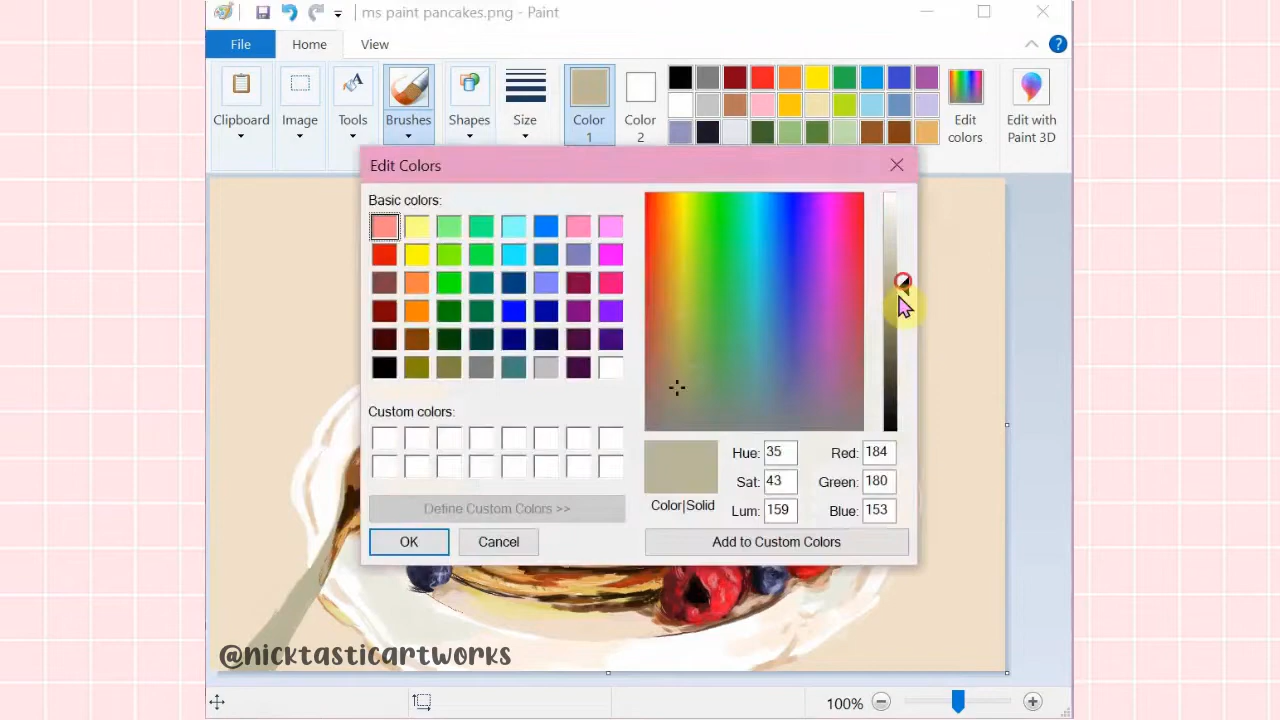 ms paint pancakes.png - Paint
File Home View
Clipboard Image Tools Brushes Shapes Size Color 1 Color 2 Edit colors Edit with Paint 3D
Edit Colors
Basic colors:
Custom colors:
Hue: 35 Red: 184
Sat: 43 Green: 180
Color|Solid Lum: 159 Blue: 153
Define Custom Colors >>
OK Cancel Add to Custom Colors
@nicktasticartworks
100%